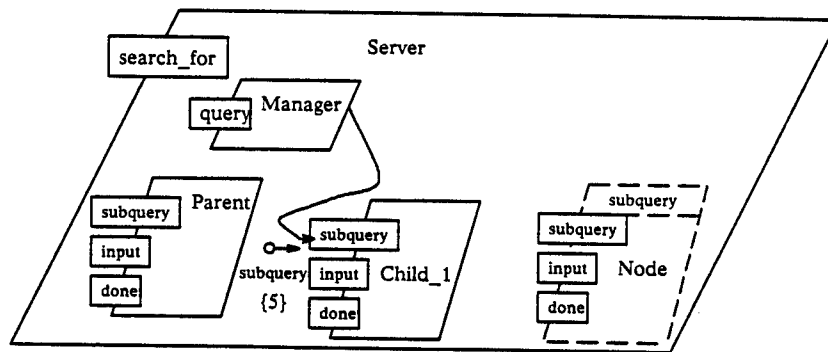 Server
search_for
query
Manager
subquery
Parent
input
done
subquery
{5}
subquery
input
Child_1
done
subquery
subquery
input
Node
done